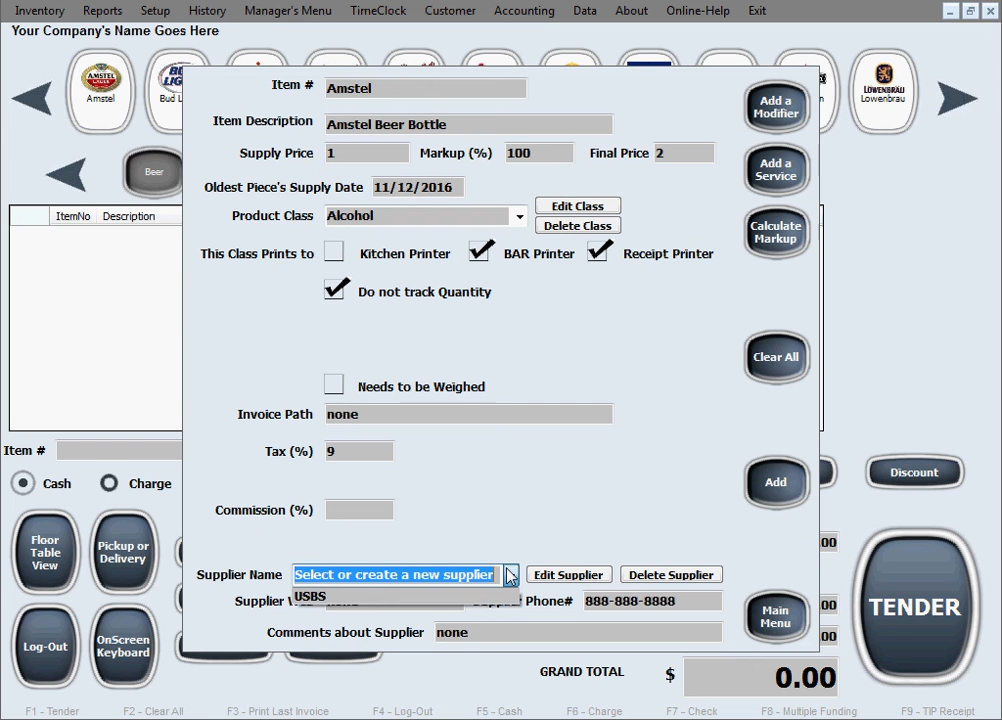 Inventory Reports Setup History Manager's Menu TimeClock Customer Accounting Data About Online-Help Exit
Your Company's Name Goes Here
AMSTEL
LAGER
Amstel
BUD
LIG
Bud L
LÖWENBRÄU
Lowenbrau
Beer
ItemNo Description
Item # Amstel
Item Description Amstel Beer Bottle
Supply Price 1 Markup (%) 100 Final Price 2
Oldest Piece's Supply Date 11/12/2016
Product Class Alcohol
Edit Class
Delete Class
This Class Prints to Kitchen Printer BAR Printer Receipt Printer
Do not track Quantity
Needs to be Weighed
Invoice Path none
Tax (%) 9
Commission (%)
Supplier Name Select or create a new supplier Edit Supplier Delete Supplier
USBS
Phone# 888-888-8888
Comments about Supplier none
Add a
Modifier
Add a
Service
Calculate
Markup
Clear All
Add
Main
Menu
Item #
Cash Charge
Discount
Floor
Table
View
Pickup or
Delivery
Log-Out
OnScreen
Keyboard
00
00
00
TENDER
GRAND TOTAL $ 0.00
F1 - Tender F2 - Clear All F3 - Print Last Invoice F4 - Log-Out F5 - Cash F6 - Charge F7 - Check F8 - Multiple Funding F9 - TIP Receipt